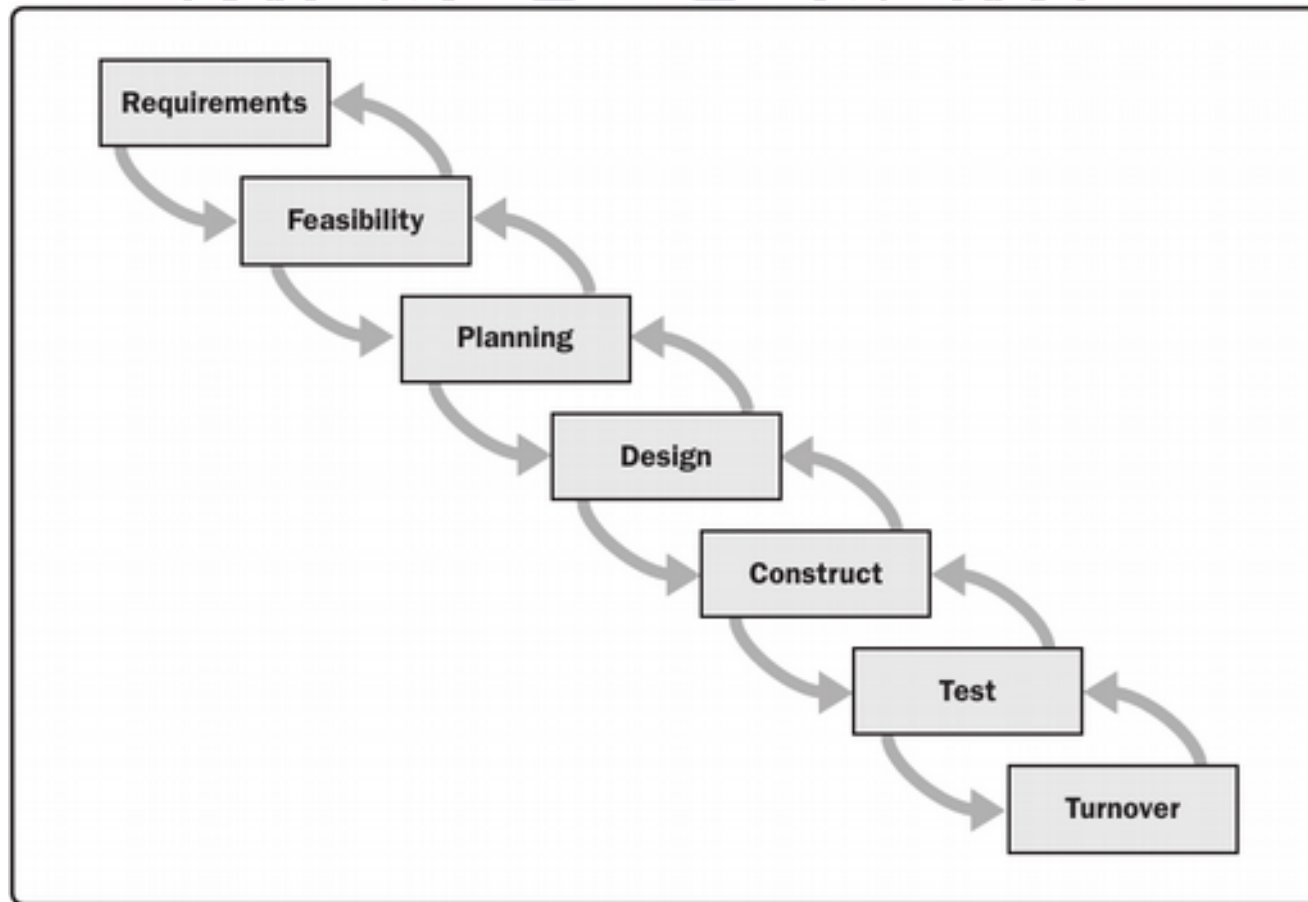 Requirements
Feasibility
Planning
Design
Construct
Test
Turnover